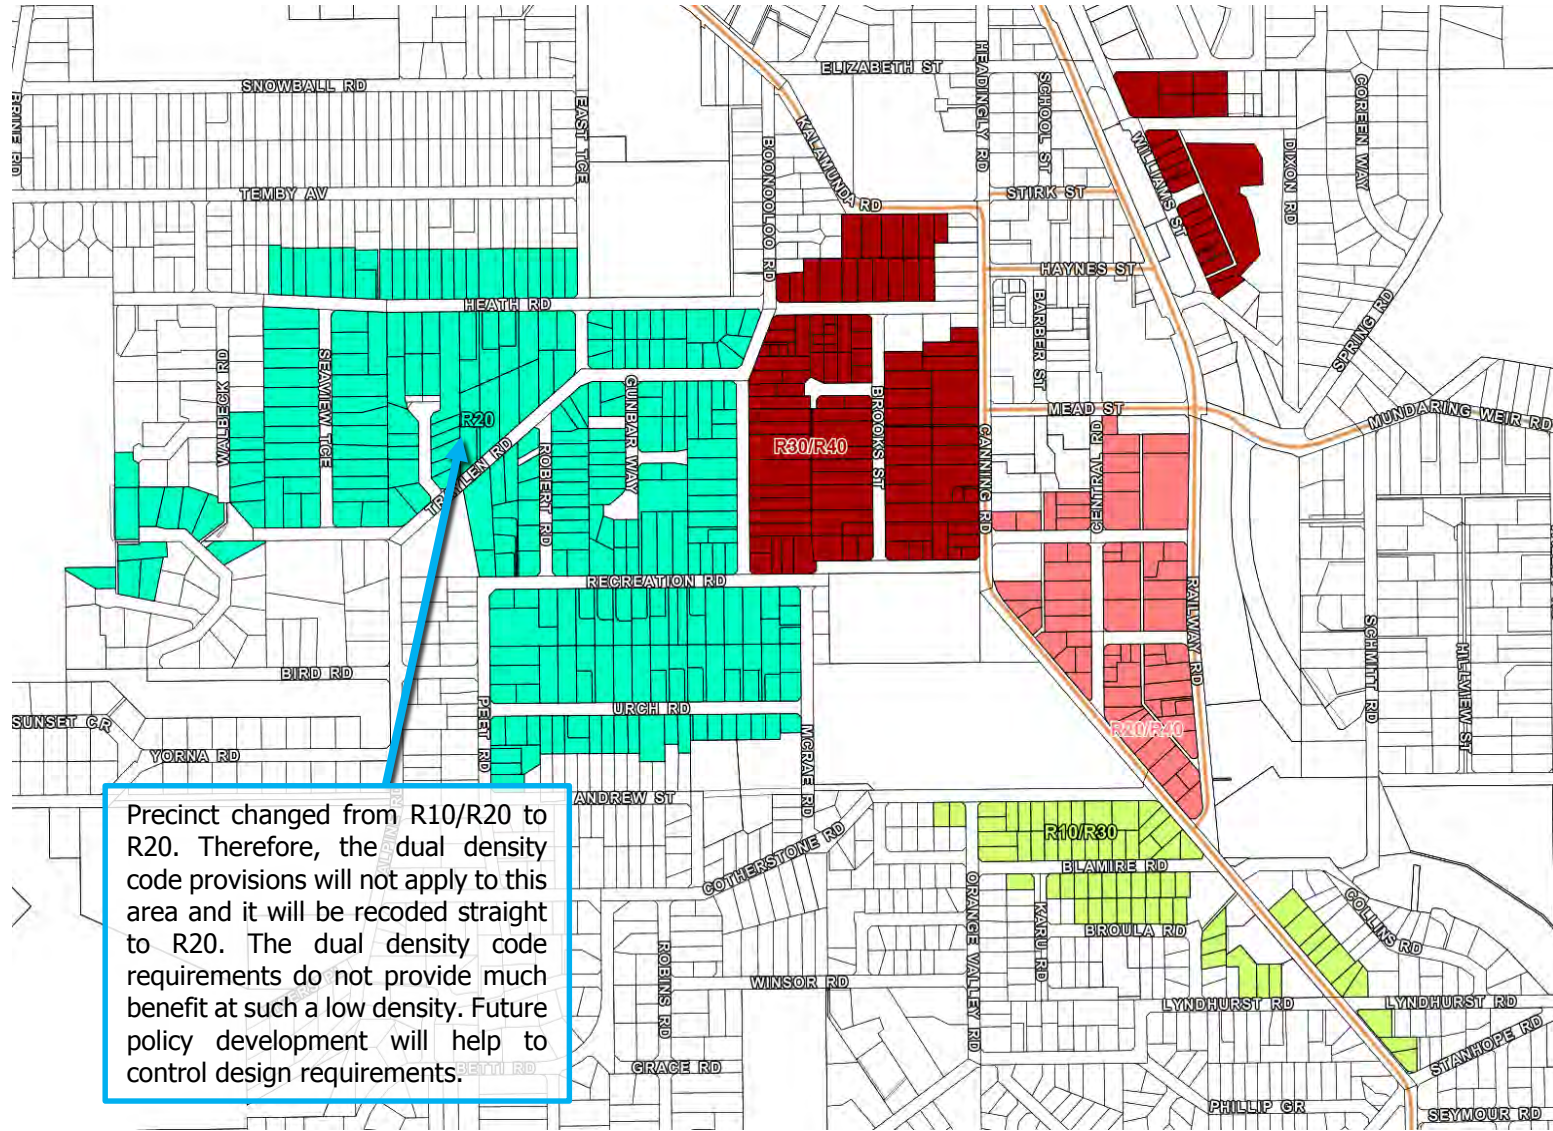 ELIZABETH ST
SNOWBALL RD
BRINE RD
EAST TCE
HEADINGLY RD
SCHOOL ST
COREEN WAY
KALAMUNDA RD
BOONOOLOO RD
WILLIAMS ST
DIXON RD
TEMBY AV
STIRK ST
HAYNES ST
HEATH RD
BARBER ST
SPRING RD
WALBECK RD
SEAVIEW TCE
GUNBAR WAY
BROOKS ST
MEAD ST
MUNDARING WEIR RD
R20
R30/R40
CANNING RD
CENTRAL RD
ROBERT RD
RECREATION RD
RAILWAY RD
SCHMITT RD
HILLVIEW ST
BIRD RD
URCH RD
SUNSET CR
YORNA RD
PEET RD
MCRAE RD
R20/R40
ANDREW ST
Precinct changed from R10/R20 to
R20. Therefore, the dual density
code provisions will not apply to this
area and it will be recoded straight
to R20. The dual density code
requirements do not provide much
benefit at such a low density. Future
policy development will help to
control design requirements.
R10/R30
BLAMIRE RD
COTHERSTONE RD
ORANGE VALLEY RD
KARU RD
BROULA RD
COLLINS RD
ROBINS RD
WINSOR RD
LYNDHURST RD
LYNDHURST RD
STANHOPE RD
BETTI RD
GRACE RD
PHILLIP GR
SEYMOUR RD